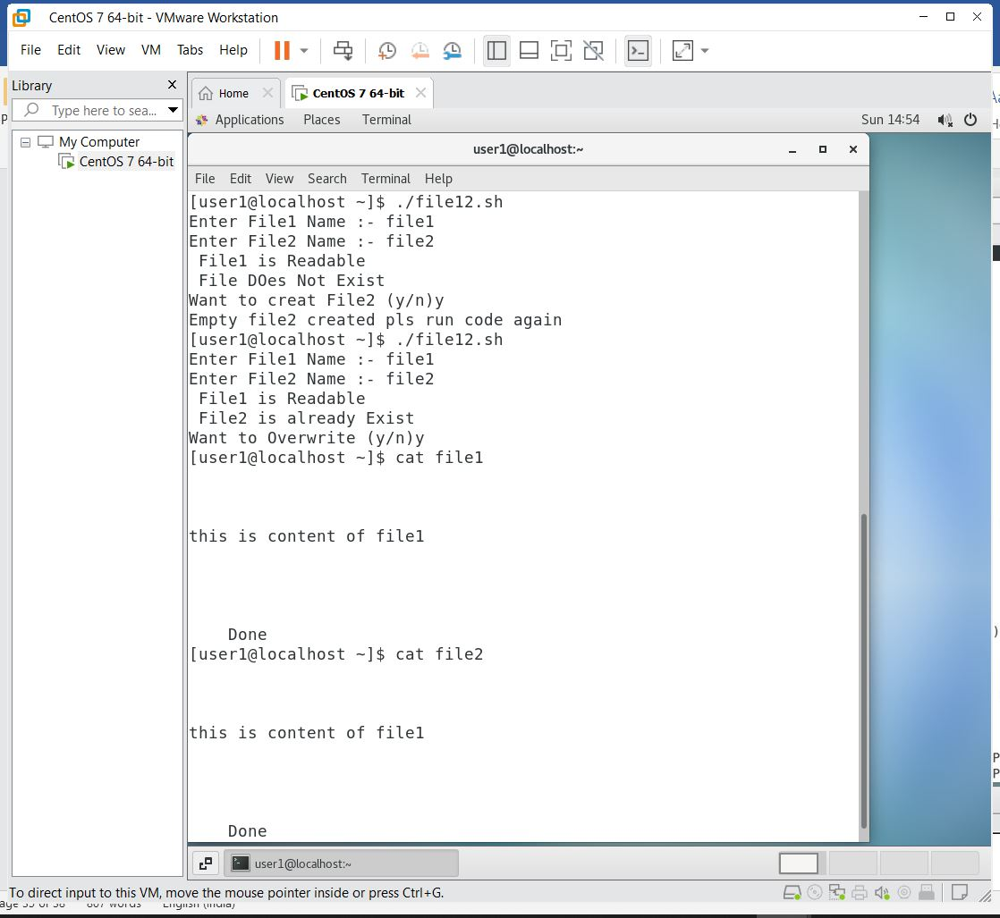 CentOS 7 64-bit - VMware Workstation
File Edit View VM Tabs Help
Library
Home
CentOS 7 64-bit
Type here to sea...
Applications Places Terminal
Sun 14:54
My Computer
CentOS 7 64-bit
user1@localhost:~
File Edit View Search Terminal Help
[user1@localhost ~]$ ./file12.sh
Enter File1 Name :- file1
Enter File2 Name :- file2
File1 is Readable
File DOes Not Exist
Want to creat File2 (y/n)y
Empty file2 created pls run code again
[user1@localhost ~]$ ./file12.sh
Enter File1 Name :- file1
Enter File2 Name :- file2
File1 is Readable
File2 is already Exist
Want to Overwrite (y/n)y
[user1@localhost ~]$ cat file1
this is content of file1
Done
[user1@localhost ~]$ cat file2
this is content of file1
Done
user1@localhost:~
To direct input to this VM, move the mouse pointer inside or press Ctrl+G.
807 words English (India)